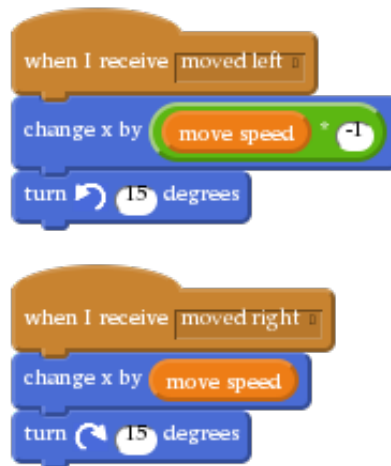 when I receive moved left
change x by move speed * -1
turn 15 degrees
when I receive moved right
change x by move speed
turn 15 degrees